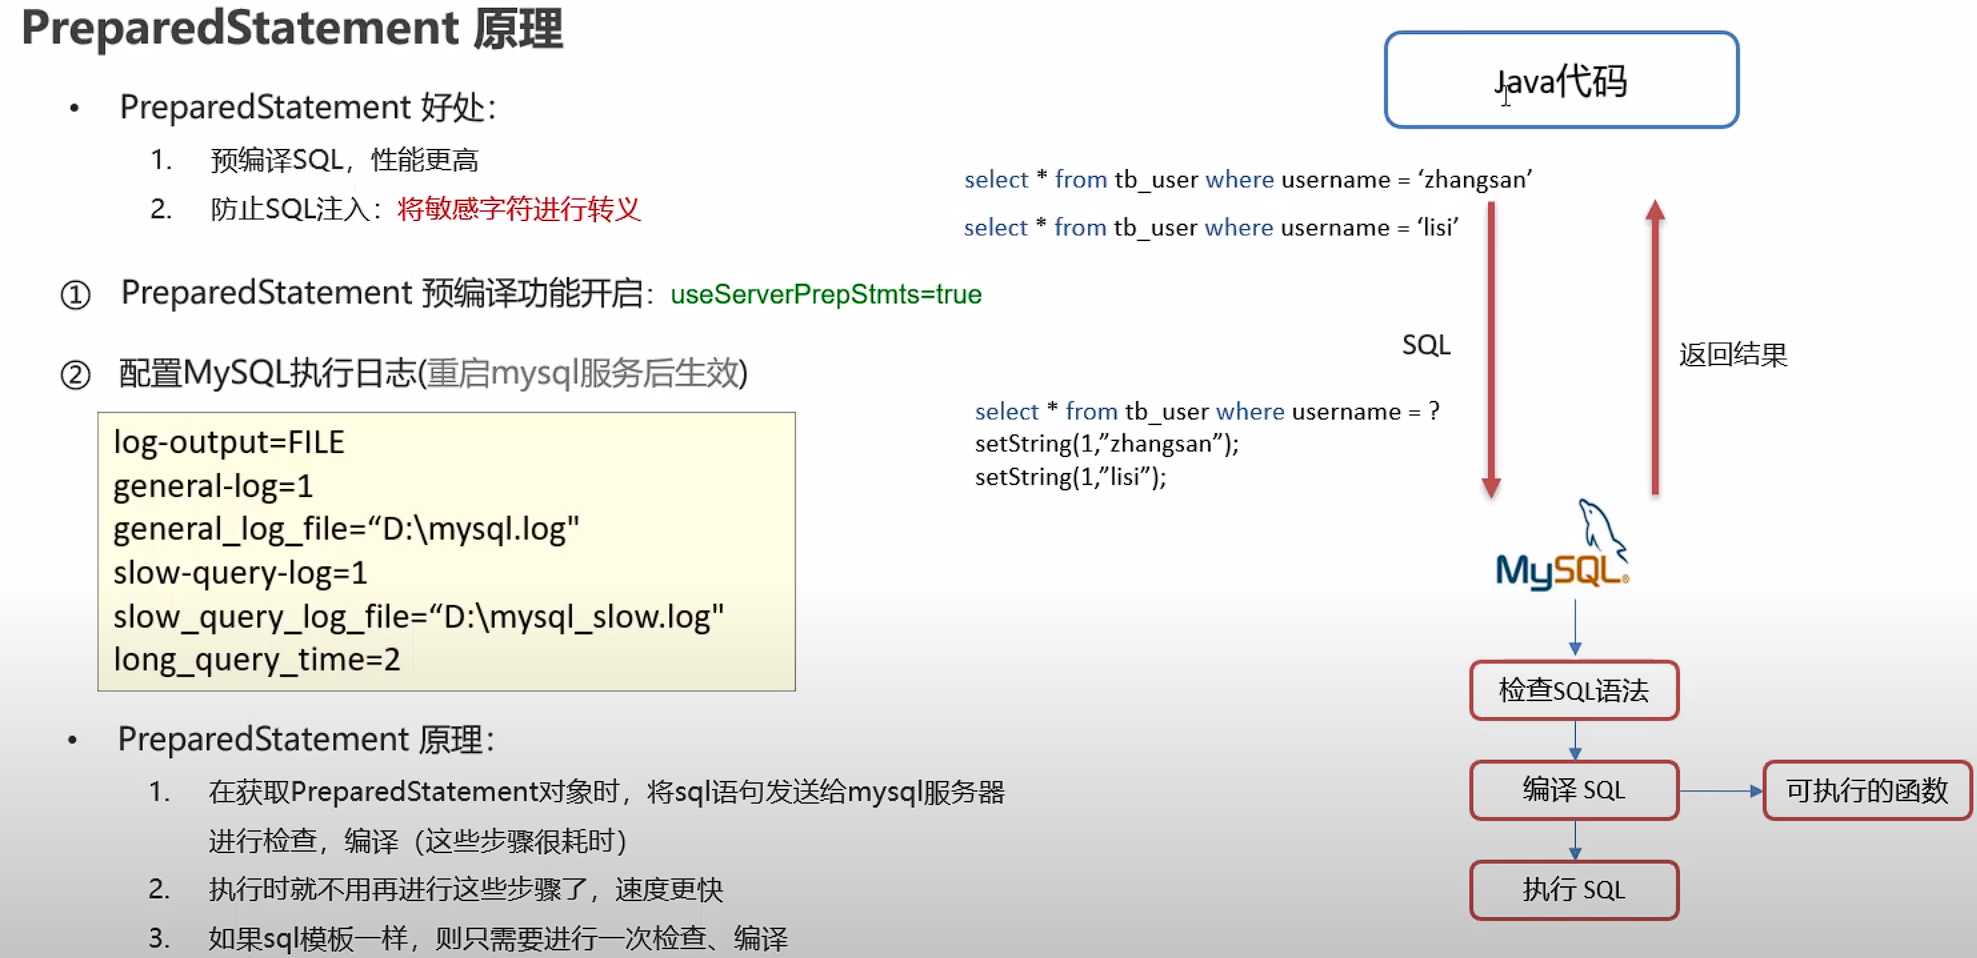 PreparedStatement 原理
• PreparedStatement 好处：
1. 预编译SQL，性能更高
2. 防止SQL注入：将敏感字符进行转义
① PreparedStatement 预编译功能开启：useServerPrepStmts=true
② 配置MySQL执行日志(重启mysql服务后生效)
log-output=FILE
general-log=1
general_log_file=“D:\mysql.log"
slow-query-log=1
slow_query_log_file=“D:\mysql_slow.log"
long_query_time=2
• PreparedStatement 原理：
1. 在获取PreparedStatement对象时，将sql语句发送给mysql服务器
进行检查，编译（这些步骤很耗时）
2. 执行时就不用再进行这些步骤了，速度更快
3. 如果sql模板一样，则只需要进行一次检查、编译
Java代码
select * from tb_user where username = ‘zhangsan’
select * from tb_user where username = ‘lisi’
SQL
返回结果
select * from tb_user where username = ?
setString(1,”zhangsan”);
setString(1,”lisi”);
MySQL®
检查SQL语法
编译 SQL
可执行的函数
执行 SQL